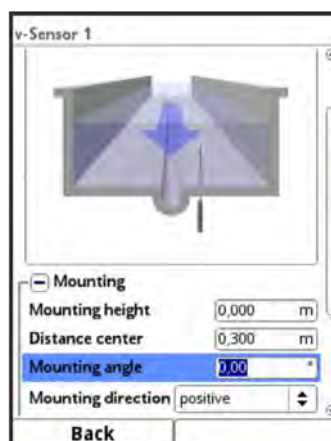 v-Sensor 1
Mounting
Mounting height 0,000 m
Distance center 0,300 m
Mounting angle 0,00 °
Mounting direction positive
Back